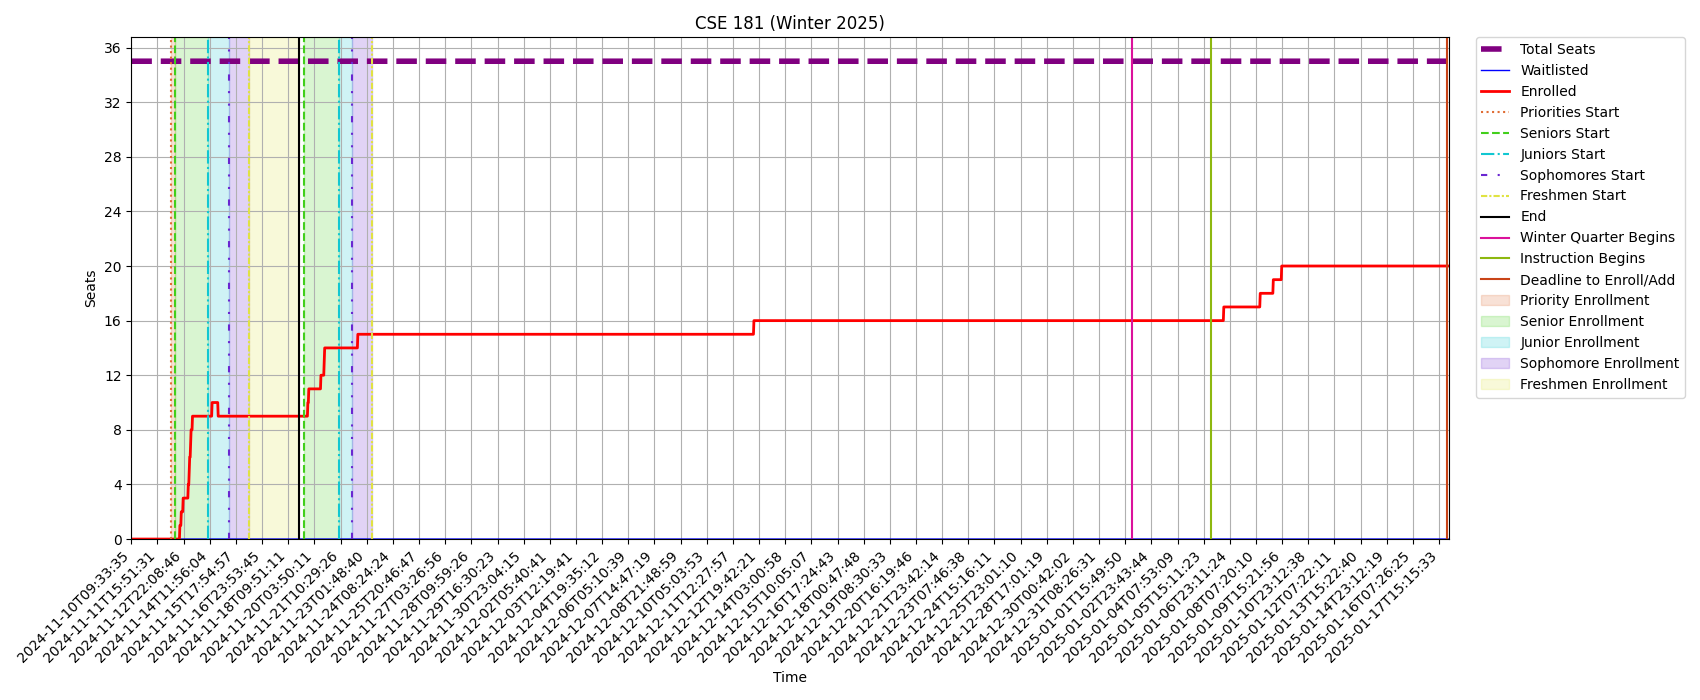 CSE 181 (Winter 2025)
36
32
28
24
20
16
12
8
4
0
Seats
2024-11-10T09:33:35
2024-11-11T15:51:31
2024-11-12T22:08:46
2024-11-14T11:56:04
2024-11-15T17:54:57
2024-11-16T23:53:45
2024-11-18T09:51:11
2024-11-20T03:50:11
2024-11-21T10:29:26
2024-11-23T01:48:40
2024-11-24T08:24:24
2024-11-25T20:46:47
2024-11-27T03:26:56
2024-11-28T09:59:26
2024-11-29T16:30:23
2024-11-30T23:04:15
2024-12-02T05:40:41
2024-12-03T12:19:41
2024-12-04T19:35:12
2024-12-06T05:10:39
2024-12-07T14:47:19
2024-12-08T21:48:59
2024-12-10T05:03:53
2024-12-11T12:27:57
2024-12-12T19:42:21
2024-12-14T03:00:58
2024-12-15T10:05:07
2024-12-16T17:24:43
2024-12-18T00:47:48
2024-12-19T08:30:33
2024-12-20T16:19:46
2024-12-21T23:42:14
2024-12-23T07:46:38
2024-12-24T15:16:11
2024-12-25T23:01:10
2024-12-28T17:01:19
2024-12-30T00:42:02
2024-12-31T08:26:31
2025-01-01T15:49:50
2025-01-02T23:43:44
2025-01-04T07:53:09
2025-01-05T15:11:23
2025-01-06T23:11:24
2025-01-08T07:20:10
2025-01-09T15:21:56
2025-01-10T23:12:38
2025-01-12T07:22:11
2025-01-13T15:22:40
2025-01-14T23:12:19
2025-01-16T07:26:25
2025-01-17T15:15:33
Time
Total Seats
Waitlisted
Enrolled
Priorities Start
Seniors Start
Juniors Start
Sophomores Start
Freshmen Start
End
Winter Quarter Begins
Instruction Begins
Deadline to Enroll/Add
Priority Enrollment
Senior Enrollment
Junior Enrollment
Sophomore Enrollment
Freshmen Enrollment